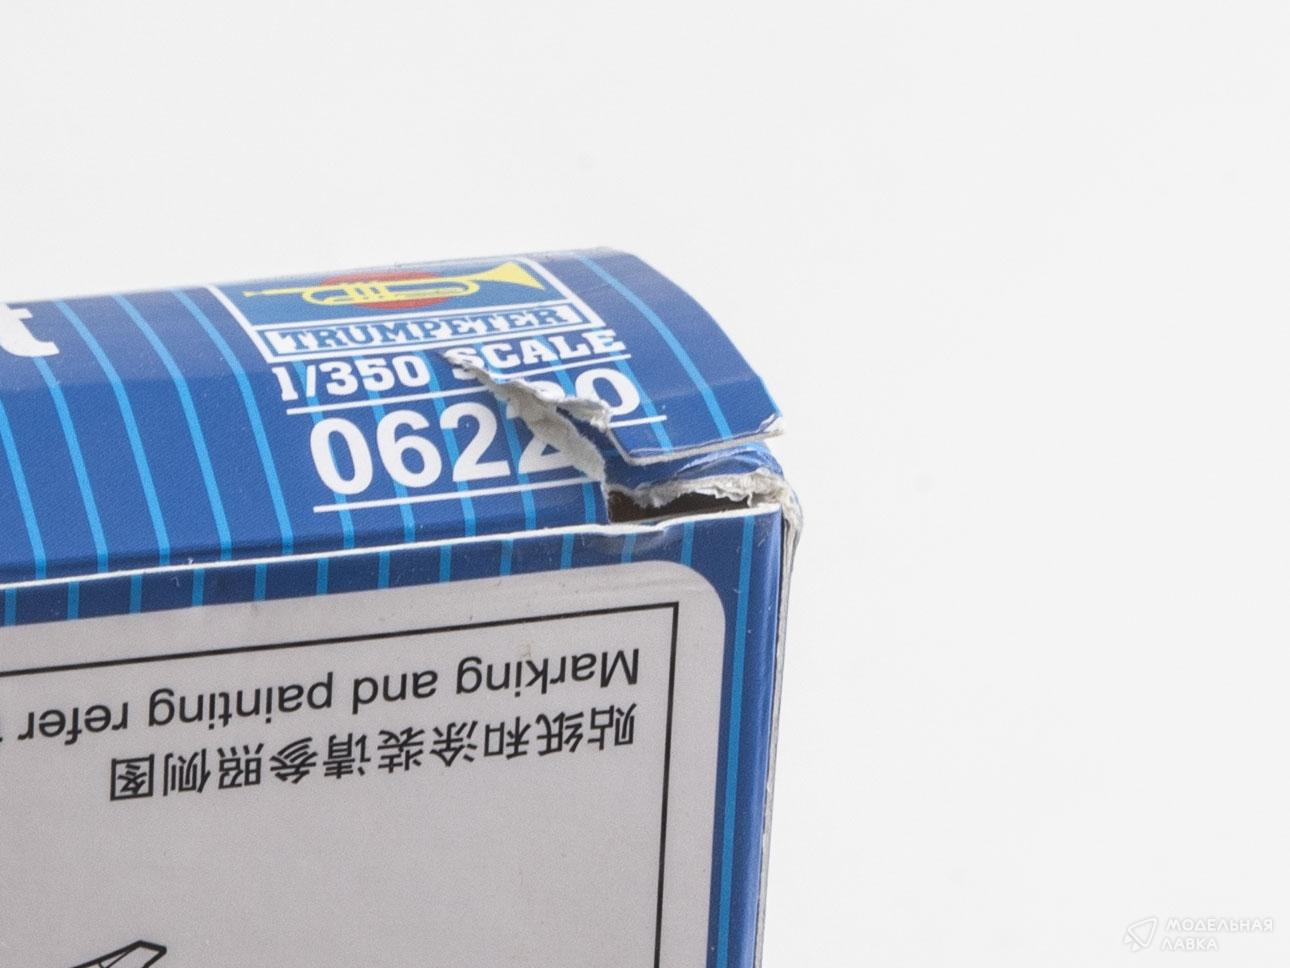 t
TRUMPETER
1/350 SCALE
06220
Marking and painting refer
贴纸和涂装请参照侧图
МОДЕЛЬНАЯ
ЛАВКА